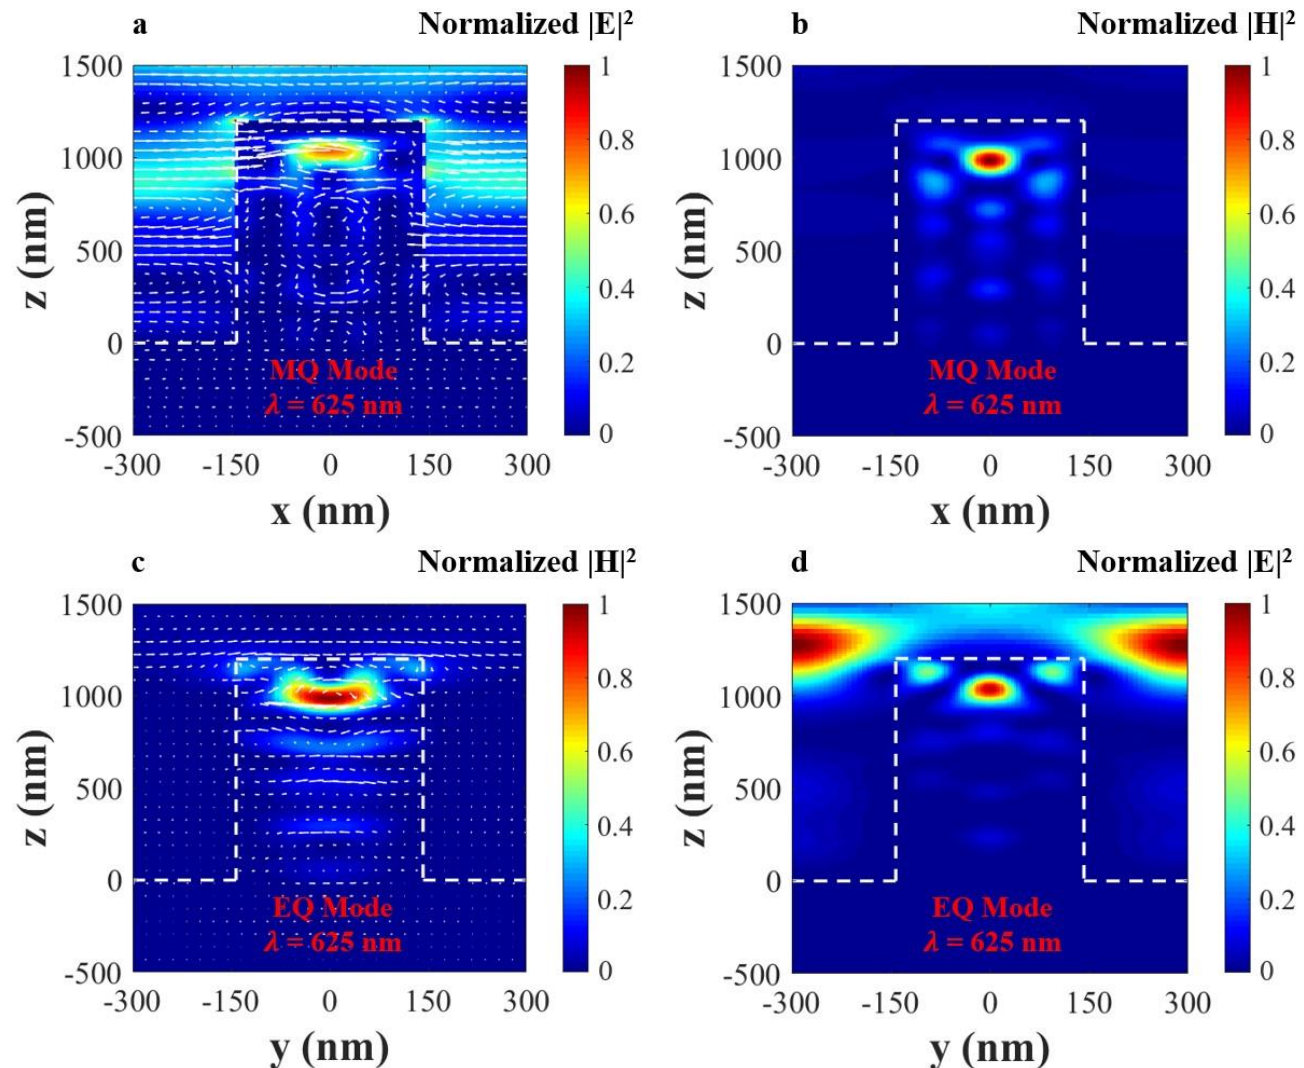 a Normalized |E|²
1500
1000
500
0
-500
z (nm)
-300 -150 0 150 300
x (nm)
1
0.8
0.6
0.4
0.2
0
MQ Mode
λ = 625 nm
b Normalized |H|²
1500
1000
500
0
-500
z (nm)
-300 -150 0 150 300
x (nm)
1
0.8
0.6
0.4
0.2
0
MQ Mode
λ = 625 nm
c Normalized |H|²
1500
1000
500
0
-500
z (nm)
-300 -150 0 150 300
y (nm)
1
0.8
0.6
0.4
0.2
0
EQ Mode
λ = 625 nm
d Normalized |E|²
1500
1000
500
0
-500
z (nm)
-300 -150 0 150 300
y (nm)
1
0.8
0.6
0.4
0.2
0
EQ Mode
λ = 625 nm